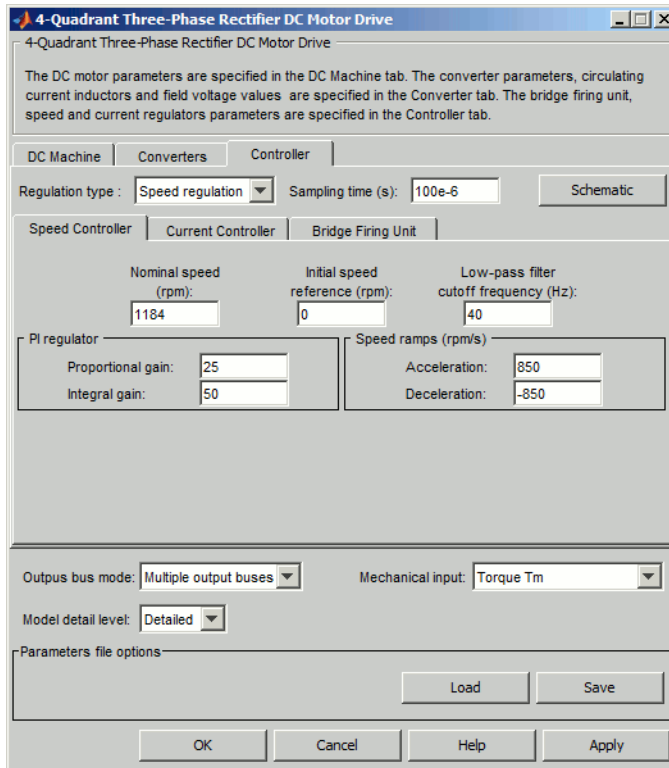 4-Quadrant Three-Phase Rectifier DC Motor Drive
4-Quadrant Three-Phase Rectifier DC Motor Drive
The DC motor parameters are specified in the DC Machine tab. The converter parameters, circulating
current inductors and field voltage values are specified in the Converter tab. The bridge firing unit,
speed and current regulators parameters are specified in the Controller tab.
DC Machine Converters Controller
Regulation type : Speed regulation Sampling time (s): 100e-6 Schematic
Speed Controller Current Controller Bridge Firing Unit
Nominal speed Initial speed Low-pass filter
(rpm): reference (rpm): cutoff frequency (Hz):
1184 0 40
PI regulator Speed ramps (rpm/s)
Proportional gain: 25 Acceleration: 850
Integral gain: 50 Deceleration: -850
Outpus bus mode: Multiple output buses Mechanical input: Torque Tm
Model detail level: Detailed
Parameters file options
Load Save
OK Cancel Help Apply